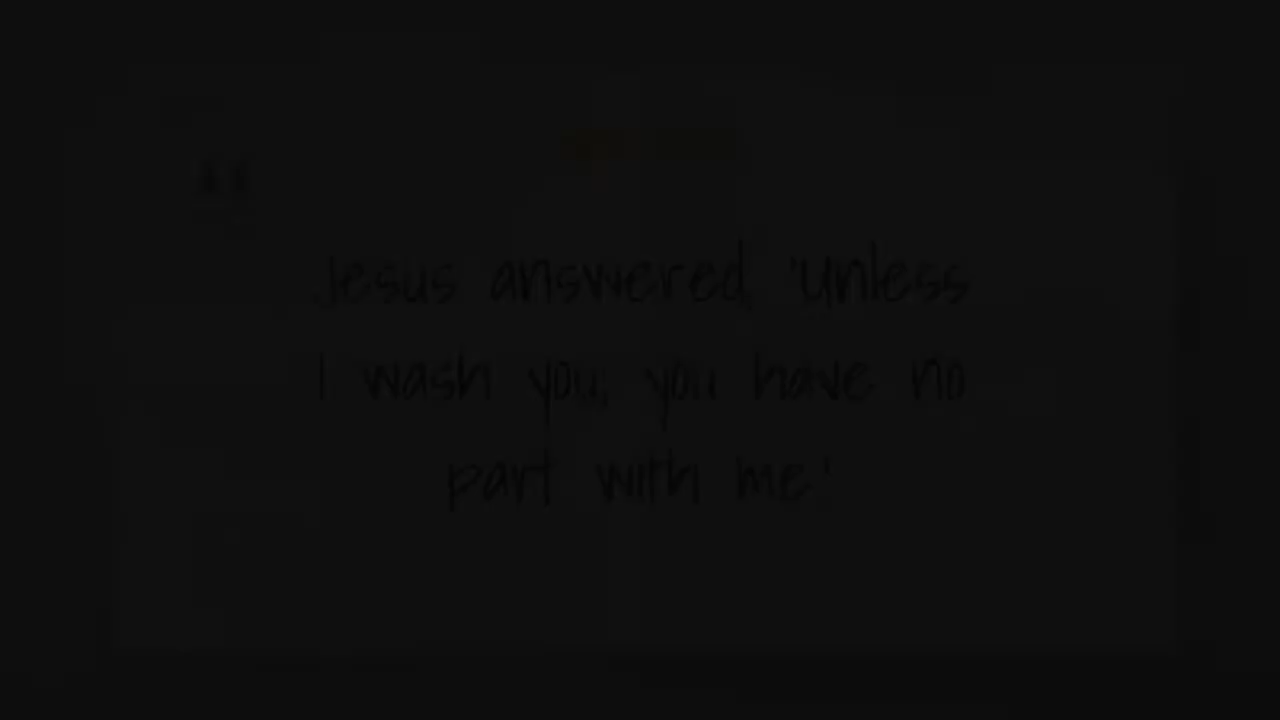 Jesus answered, 'Unless
I wash you, you have no
part with me.'